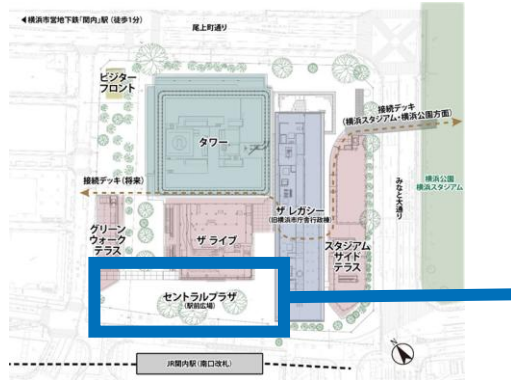 ◀横浜市営地下鉄「関内」駅（徒歩1分）
尾上町通り
ビジター
フロント
タワー
接続デッキ
（横浜スタジアム・横浜公園方面）
接続デッキ（将来）
みなと大通り
横浜公園
横浜スタジアム
グリーン
ウォーク
テラス
ザ ライブ
ザ レガシー
（旧横浜市庁舎行政棟）
スタジアム
サイド
テラス
セントラルプラザ
（駅前広場）
N
JR関内駅（南口改札）